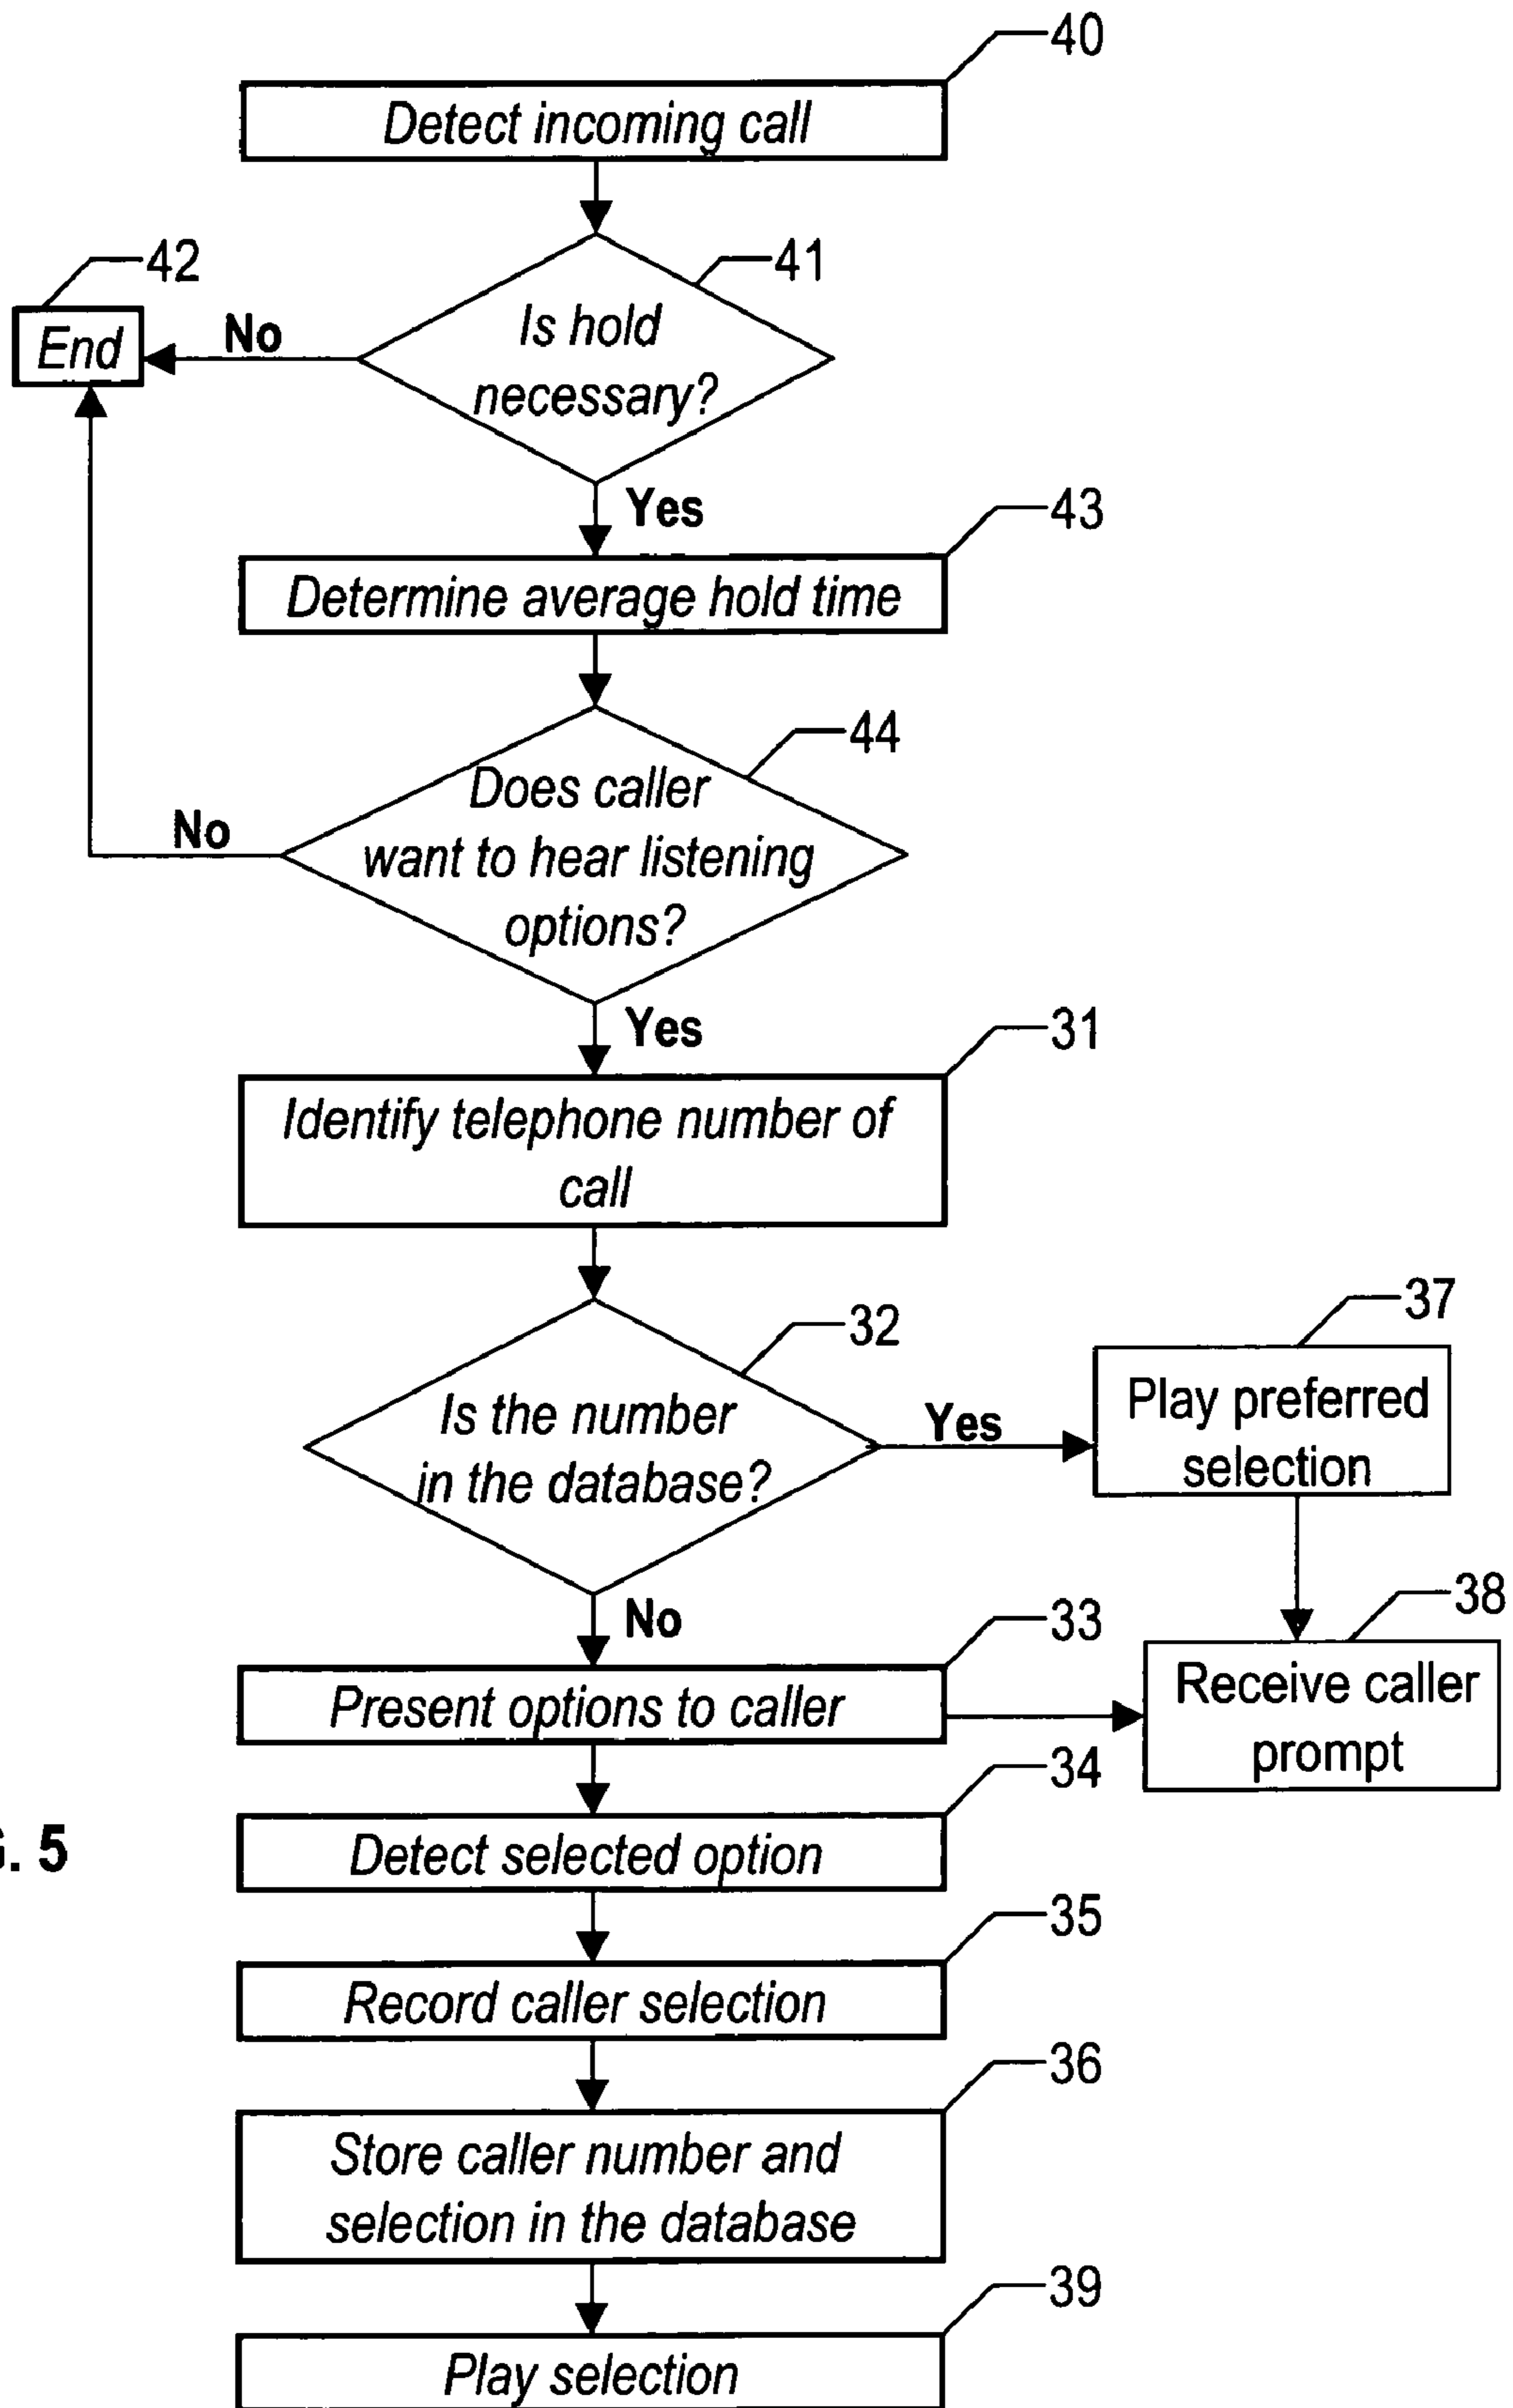 40
Detect incoming call
42
41
End
No
Is hold
necessary?
Yes
43
Determine average hold time
44
Does caller
want to hear listening
options?
No
Yes
31
Identify telephone number of
call
37
32
Is the number
in the database?
Yes
Play preferred
selection
38
No
33
Present options to caller
Receive caller
prompt
34
Detect selected option
G. 5
35
Record caller selection
36
Store caller number and
selection in the database
39
Play selection